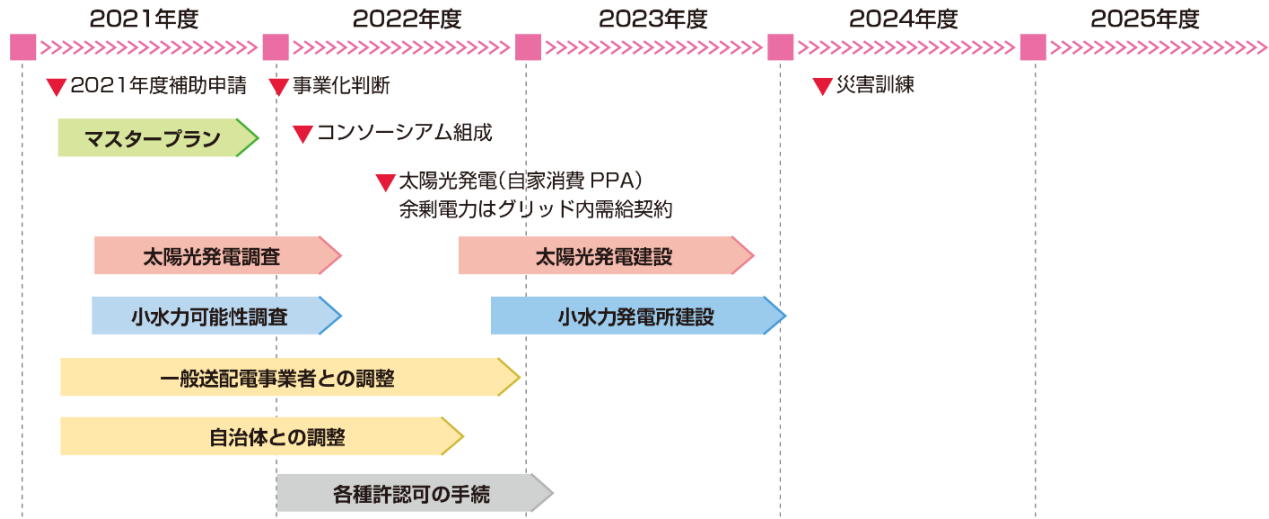 2021年度
2022年度
2023年度
2024年度
2025年度
2021年度補助申請
事業化判断
災害訓練
マスタープラン
コンソーシアム組成
太陽光発電(自家消費 PPA)
余剰電力はグリッド内需給契約
太陽光発電調査
太陽光発電建設
小水力可能性調査
小水力発電所建設
一般送配電事業者との調整
自治体との調整
各種許認可の手続